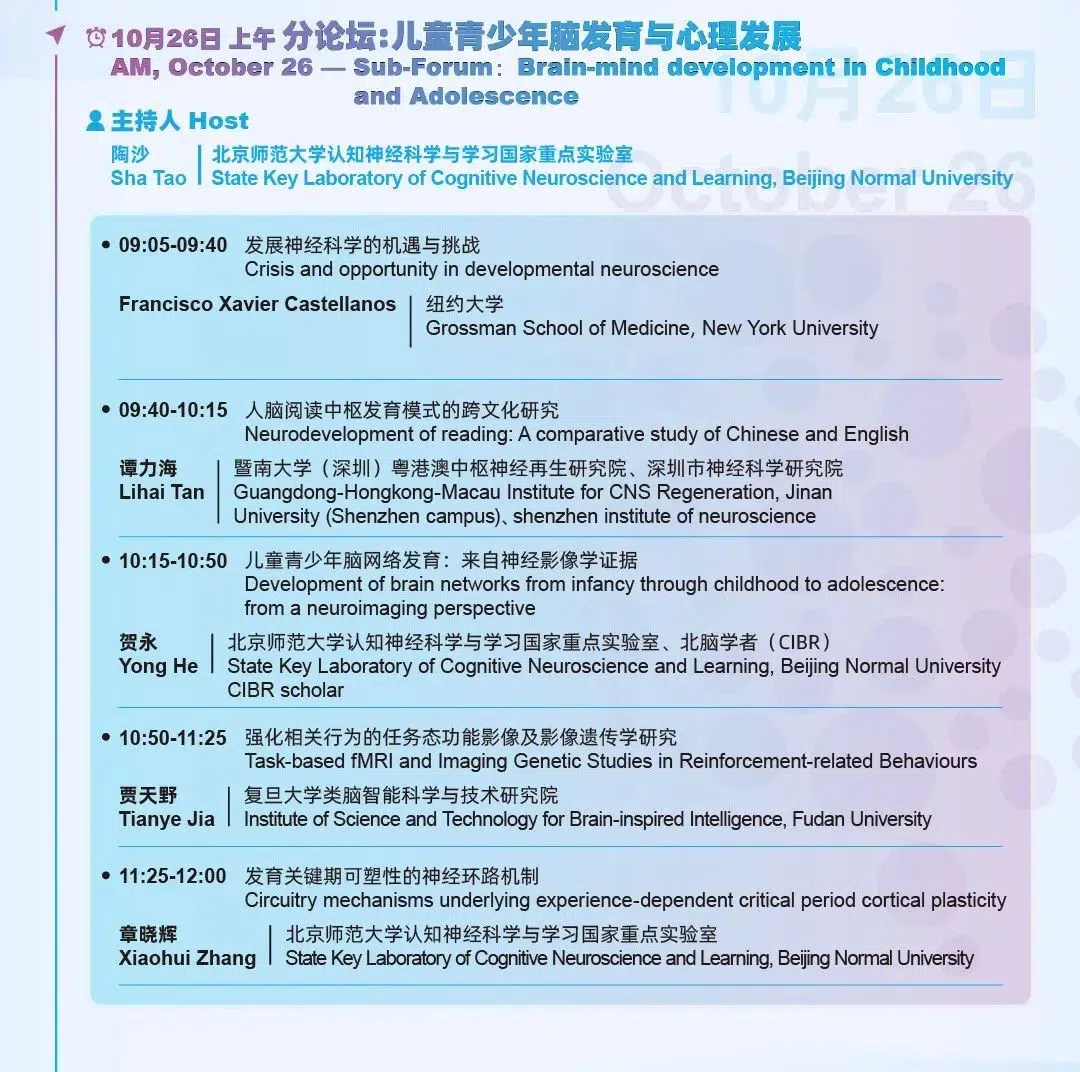 10月26日 上午 分论坛:儿童青少年脑发育与心理发展
AM, October 26 — Sub-Forum: Brain-mind development in Childhood
and Adolescence
10月26日
October 26
主持人 Host
陶沙
Sha Tao
北京师范大学认知神经科学与学习国家重点实验室
State Key Laboratory of Cognitive Neuroscience and Learning, Beijing Normal University
• 09:05-09:40 发展神经科学的机遇与挑战
Crisis and opportunity in developmental neuroscience
Francisco Xavier Castellanos
纽约大学
Grossman School of Medicine, New York University
• 09:40-10:15 人脑阅读中枢发育模式的跨文化研究
Neurodevelopment of reading: A comparative study of Chinese and English
谭力海
Lihai Tan
暨南大学（深圳）粤港澳中枢神经再生研究院、深圳市神经科学研究院
Guangdong-Hongkong-Macau Institute for CNS Regeneration, Jinan
University (Shenzhen campus)、shenzhen institute of neuroscience
• 10:15-10:50 儿童青少年脑网络发育：来自神经影像学证据
Development of brain networks from infancy through childhood to adolescence:
from a neuroimaging perspective
贺永
Yong He
北京师范大学认知神经科学与学习国家重点实验室、北脑学者（CIBR）
State Key Laboratory of Cognitive Neuroscience and Learning, Beijing Normal University
CIBR scholar
• 10:50-11:25 强化相关行为的任务态功能影像及影像遗传学研究
Task-based fMRI and Imaging Genetic Studies in Reinforcement-related Behaviours
贾天野
Tianye Jia
复旦大学类脑智能科学与技术研究院
Institute of Science and Technology for Brain-inspired Intelligence, Fudan University
• 11:25-12:00 发育关键期可塑性的神经环路机制
Circuitry mechanisms underlying experience-dependent critical period cortical plasticity
章晓辉
Xiaohui Zhang
北京师范大学认知神经科学与学习国家重点实验室
State Key Laboratory of Cognitive Neuroscience and Learning, Beijing Normal University